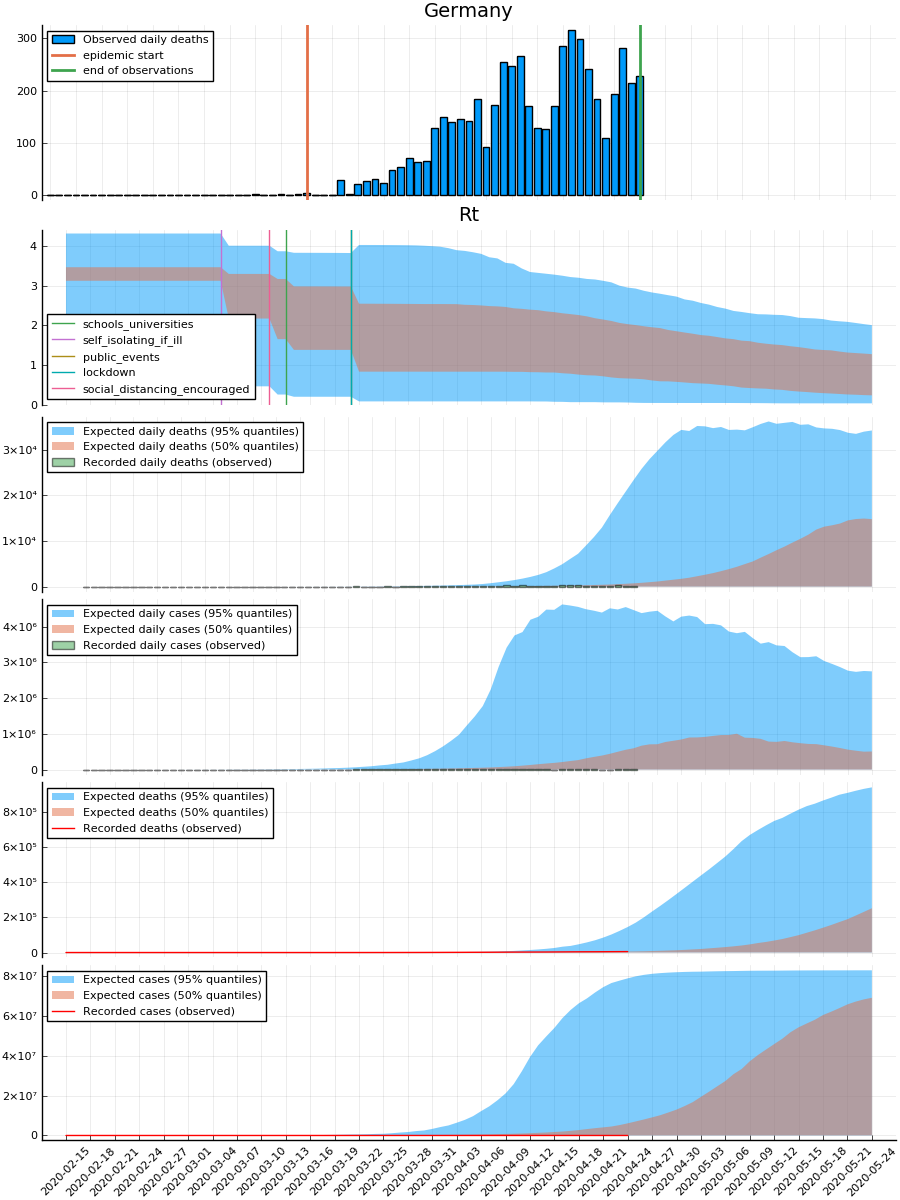 Germany
300
200
100
0
Observed daily deaths
epidemic start
end of observations
Rt
4
3
2
1
0
schools_universities
self_isolating_if_ill
public_events
lockdown
social_distancing_encouraged
3×10⁴
2×10⁴
1×10⁴
0
Expected daily deaths (95% quantiles)
Expected daily deaths (50% quantiles)
Recorded daily deaths (observed)
4×10⁶
3×10⁶
2×10⁶
1×10⁶
0
Expected daily cases (95% quantiles)
Expected daily cases (50% quantiles)
Recorded daily cases (observed)
8×10⁵
6×10⁵
4×10⁵
2×10⁵
0
Expected deaths (95% quantiles)
Expected deaths (50% quantiles)
Recorded deaths (observed)
8×10⁷
6×10⁷
4×10⁷
2×10⁷
0
Expected cases (95% quantiles)
Expected cases (50% quantiles)
Recorded cases (observed)
2020-02-15
2020-02-18
2020-02-21
2020-02-24
2020-02-27
2020-03-01
2020-03-04
2020-03-07
2020-03-10
2020-03-13
2020-03-16
2020-03-19
2020-03-22
2020-03-25
2020-03-28
2020-03-31
2020-04-03
2020-04-06
2020-04-09
2020-04-12
2020-04-15
2020-04-18
2020-04-21
2020-04-24
2020-04-27
2020-04-30
2020-05-03
2020-05-06
2020-05-09
2020-05-12
2020-05-15
2020-05-18
2020-05-21
2020-05-24